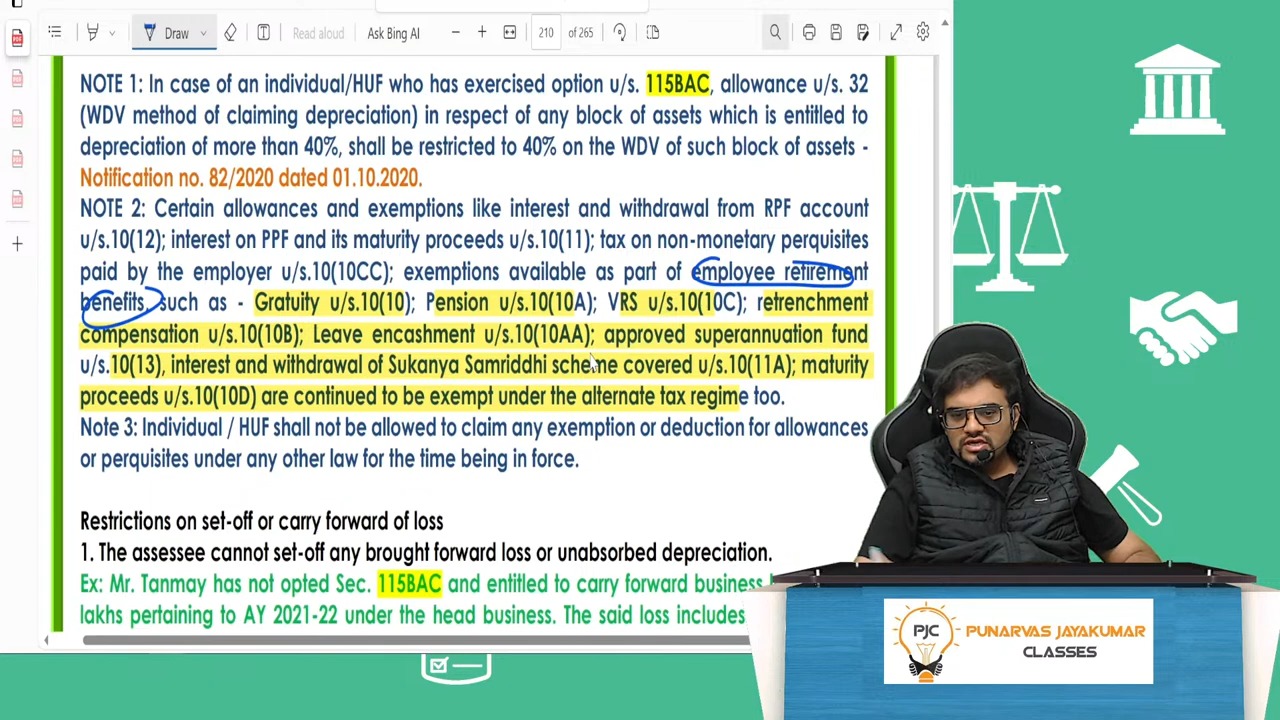 Draw
Read aloud
Ask Bing AI
210
of 265
NOTE 1: In case of an individual/HUF who has exercised option u/s. 115BAC, allowance u/s. 32
(WDV method of claiming depreciation) in respect of any block of assets which is entitled to
depreciation of more than 40%, shall be restricted to 40% on the WDV of such block of assets -
Notification no. 82/2020 dated 01.10.2020.
NOTE 2: Certain allowances and exemptions like interest and withdrawal from RPF account
u/s.10(12); interest on PPF and its maturity proceeds u/s.10(11); tax on non-monetary perquisites
paid by the employer u/s.10(10CC); exemptions available as part of employee retirement
benefits, such as - Gratuity u/s.10(10); Pension u/s.10(10A); VRS u/s.10(10C); retrenchment
compensation u/s.10(10B); Leave encashment u/s.10(10AA); approved superannuation fund
u/s.10(13), interest and withdrawal of Sukanya Samriddhi scheme covered u/s.10(11A); maturity
proceeds u/s.10(10D) are continued to be exempt under the alternate tax regime too.
Note 3: Individual / HUF shall not be allowed to claim any exemption or deduction for allowances
or perquisites under any other law for the time being in force.
Restrictions on set-off or carry forward of loss
1. The assessee cannot set-off any brought forward loss or unabsorbed depreciation.
Ex: Mr. Tanmay has not opted Sec. 115BAC and entitled to carry forward business
lakhs pertaining to AY 2021-22 under the head business. The said loss includes
PJC
PUNARVAS JAYAKUMAR
CLASSES